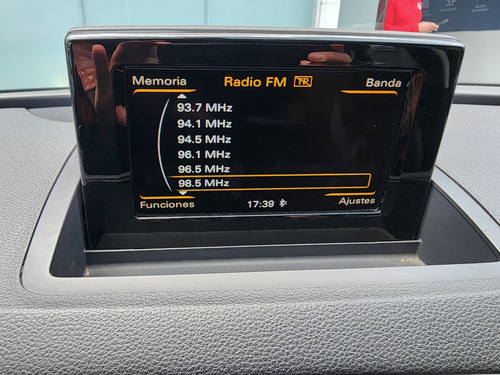 Memoria Radio FM TP Banda
93.7 MHz
94.1 MHz
94.5 MHz
96.1 MHz
96.5 MHz
98.5 MHz
Funciones 17:39 Ajustes